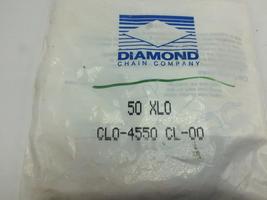 DIAMOND
CHAIN COMPANY
50 XLO
CLO-4550 CL-00